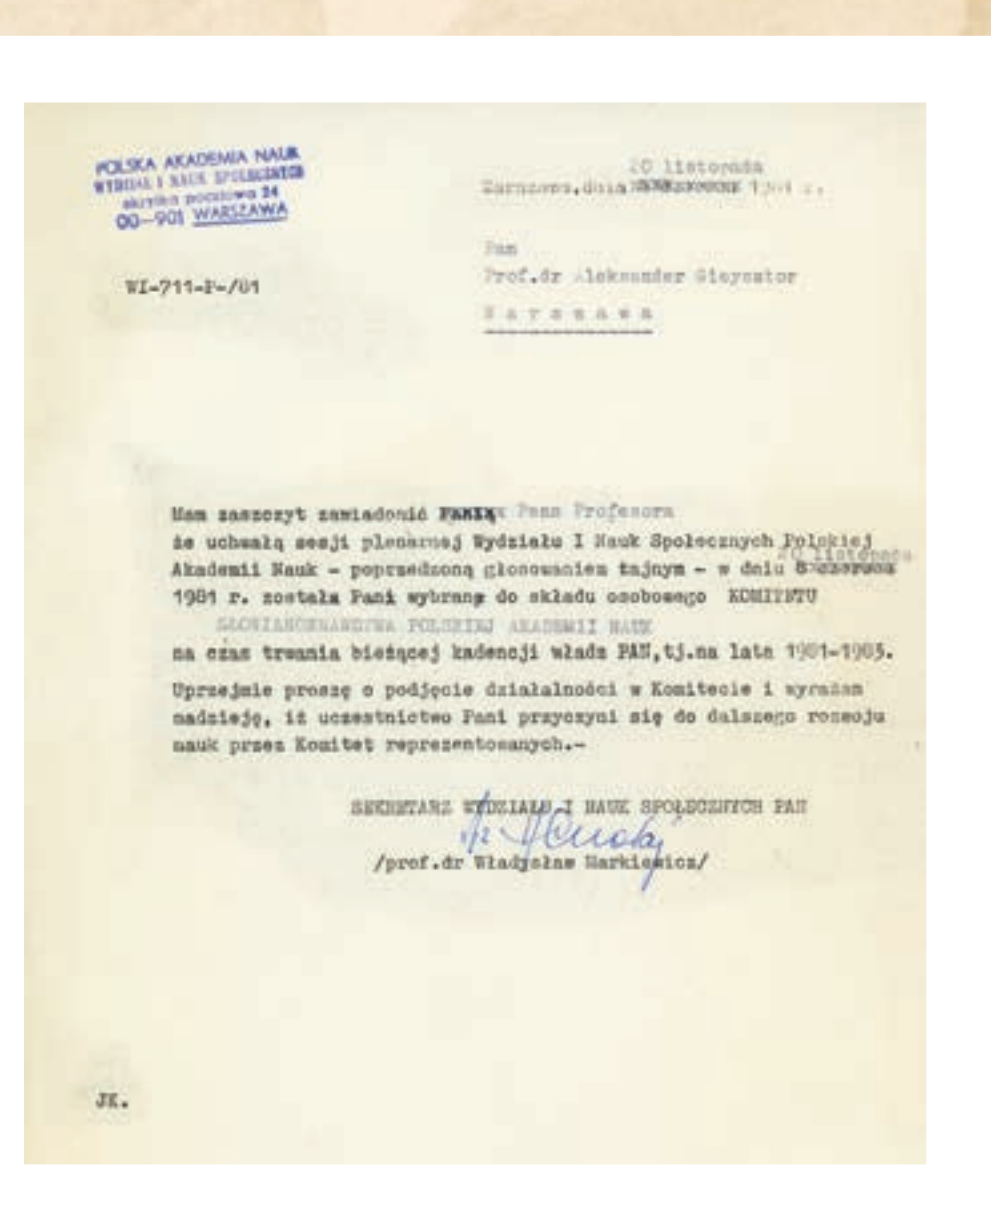 POLSKA AKADEMIA NAUK
WYDZIAŁ I NAUK SPOŁECZNYCH
skrytka pocztowa 24
00-901 WARSZAWA
20 listopada
Warszawa, dnia 1981 r.
Pan
Prof.dr Aleksander Gieysztor
WI-711-P-/81
W a r s z a w a
Mam zaszczyt zawiadomić PANIĄ Pana Profesora
że uchwałą sesji plenarnej Wydziału I Nauk Społecznych Polskiej
20 listopada
Akademii Nauk - poprzedzoną głosowaniem tajnym - w dniu 8 czerwca
1981 r. została Pani wybrana do składu osobowego KOMITETU
SŁOWIANOZNAWSTWA POLSKIEJ AKADEMII NAUK
na czas trwania bieżącej kadencji władz PAN,tj.na lata 1981-1983.
Uprzejmie proszę o podjęcie działalności w Komitecie i wyrażam
nadzieję, iż uczestnictwo Pani przyczyni się do dalszego rozwoju
nauk przez Komitet reprezentowanych.-
SEKRETARZ WYDZIAŁU I NAUK SPOŁECZNYCH PAN
/prof.dr Władysław Markiewicz/
JK.